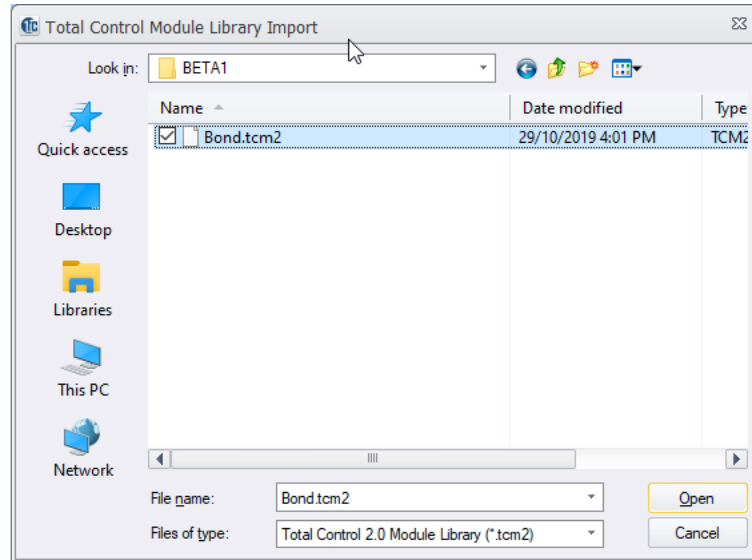 Total Control Module Library Import
Look in: BETA1
Name Date modified Type
Bond.tcm2 29/10/2019 4:01 PM TCM2
Quick access
Desktop
Libraries
This PC
Network
File name: Bond.tcm2 Open
Files of type: Total Control 2.0 Module Library (*.tcm2) Cancel